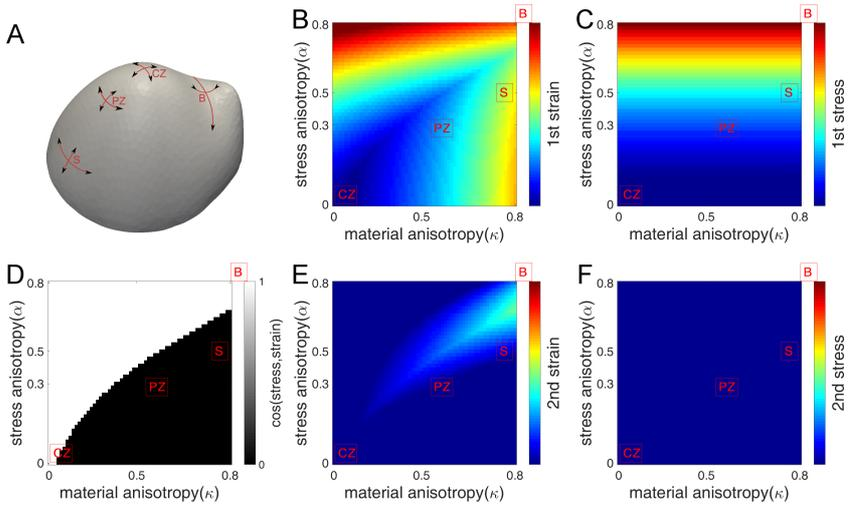 A
CZ
PZ
B
S
B
B
0.8
0.5
0.3
0
S
PZ
CZ
0
0.5
0.8
stress anisotropy(α)
material anisotropy(κ)
1st strain
C
B
0.8
0.5
0.3
0
S
PZ
CZ
0
0.5
0.8
stress anisotropy(α)
material anisotropy(κ)
1st stress
D
B
0.8
0.5
0.3
0
S
PZ
CZ
0
0.5
0.8
stress anisotropy(α)
material anisotropy(κ)
1
0
cos(stress,strain)
E
B
0.8
0.5
0.3
0
S
PZ
CZ
0
0.5
0.8
stress anisotropy(α)
material anisotropy(κ)
2nd strain
F
B
0.8
0.5
0.3
0
S
PZ
CZ
0
0.5
0.8
stress anisotropy(α)
material anisotropy(κ)
2nd stress